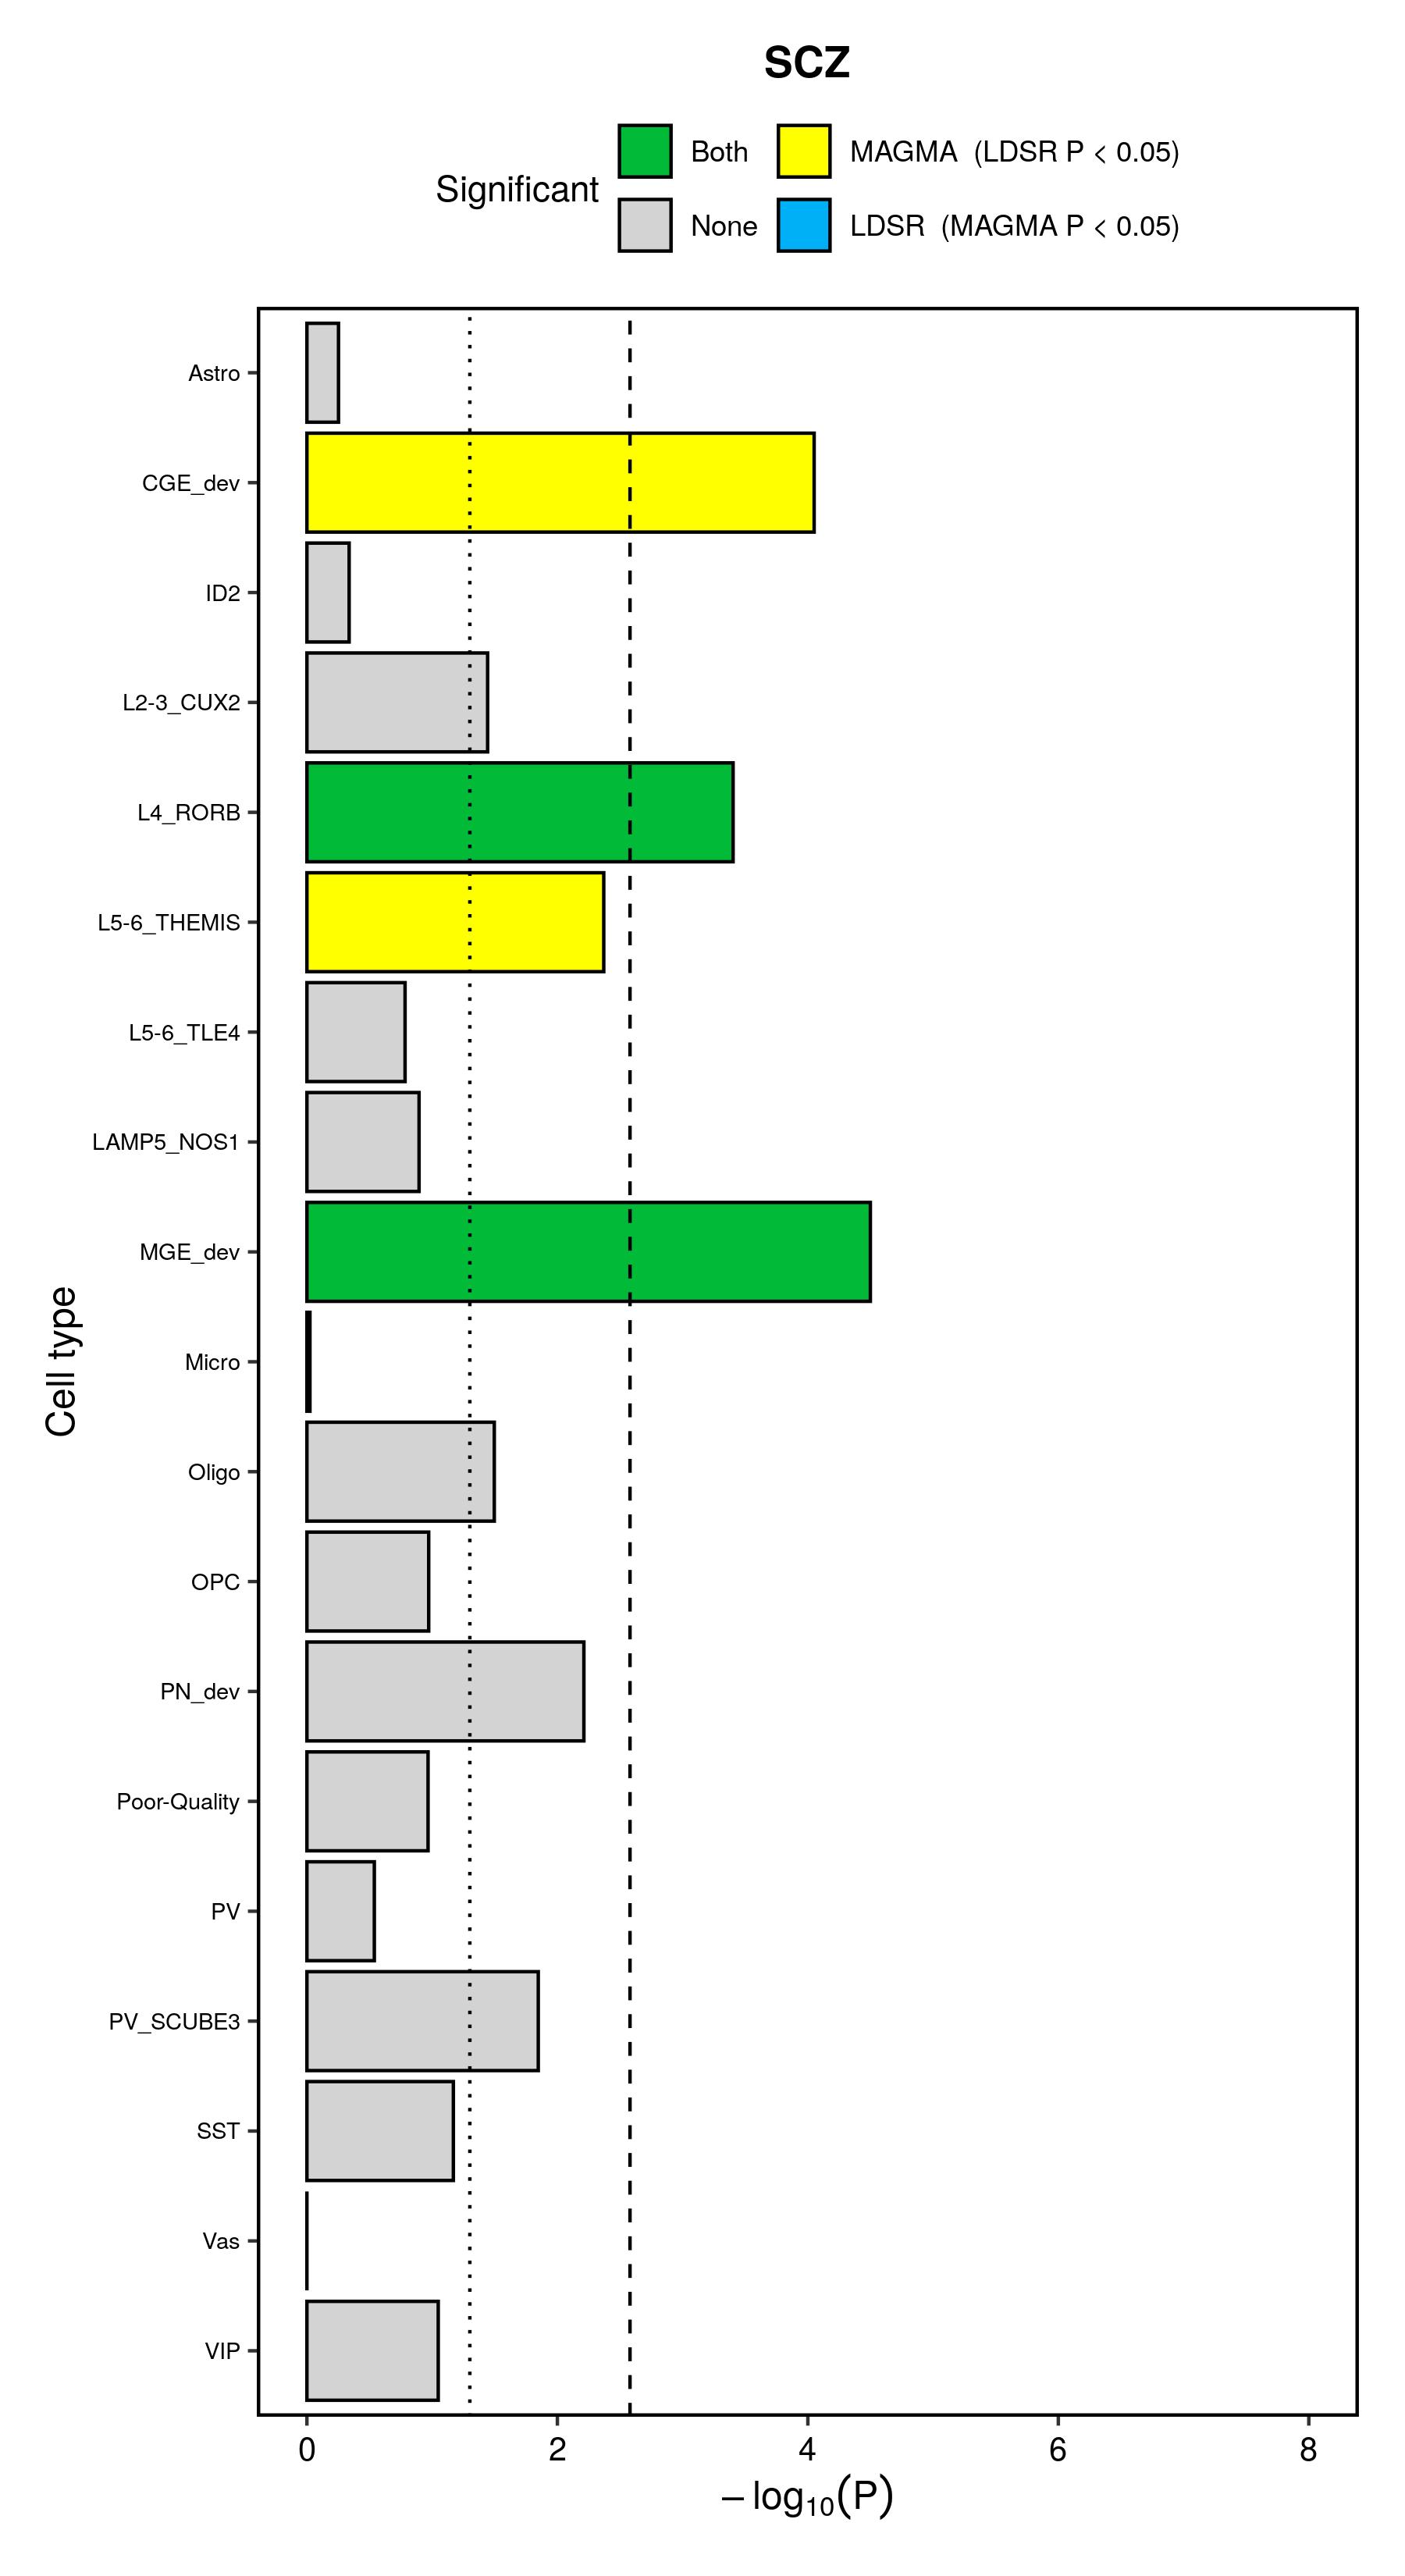 SCZ
Significant
Both
MAGMA (LDSR P < 0.05)
None
LDSR (MAGMA P < 0.05)
Cell type
Astro
CGE_dev
ID2
L2-3_CUX2
L4_RORB
L5-6_THEMIS
L5-6_TLE4
LAMP5_NOS1
MGE_dev
Micro
Oligo
OPC
PN_dev
Poor-Quality
PV
PV_SCUBE3
SST
Vas
VIP
0 2 4 6 8
− log10(P)